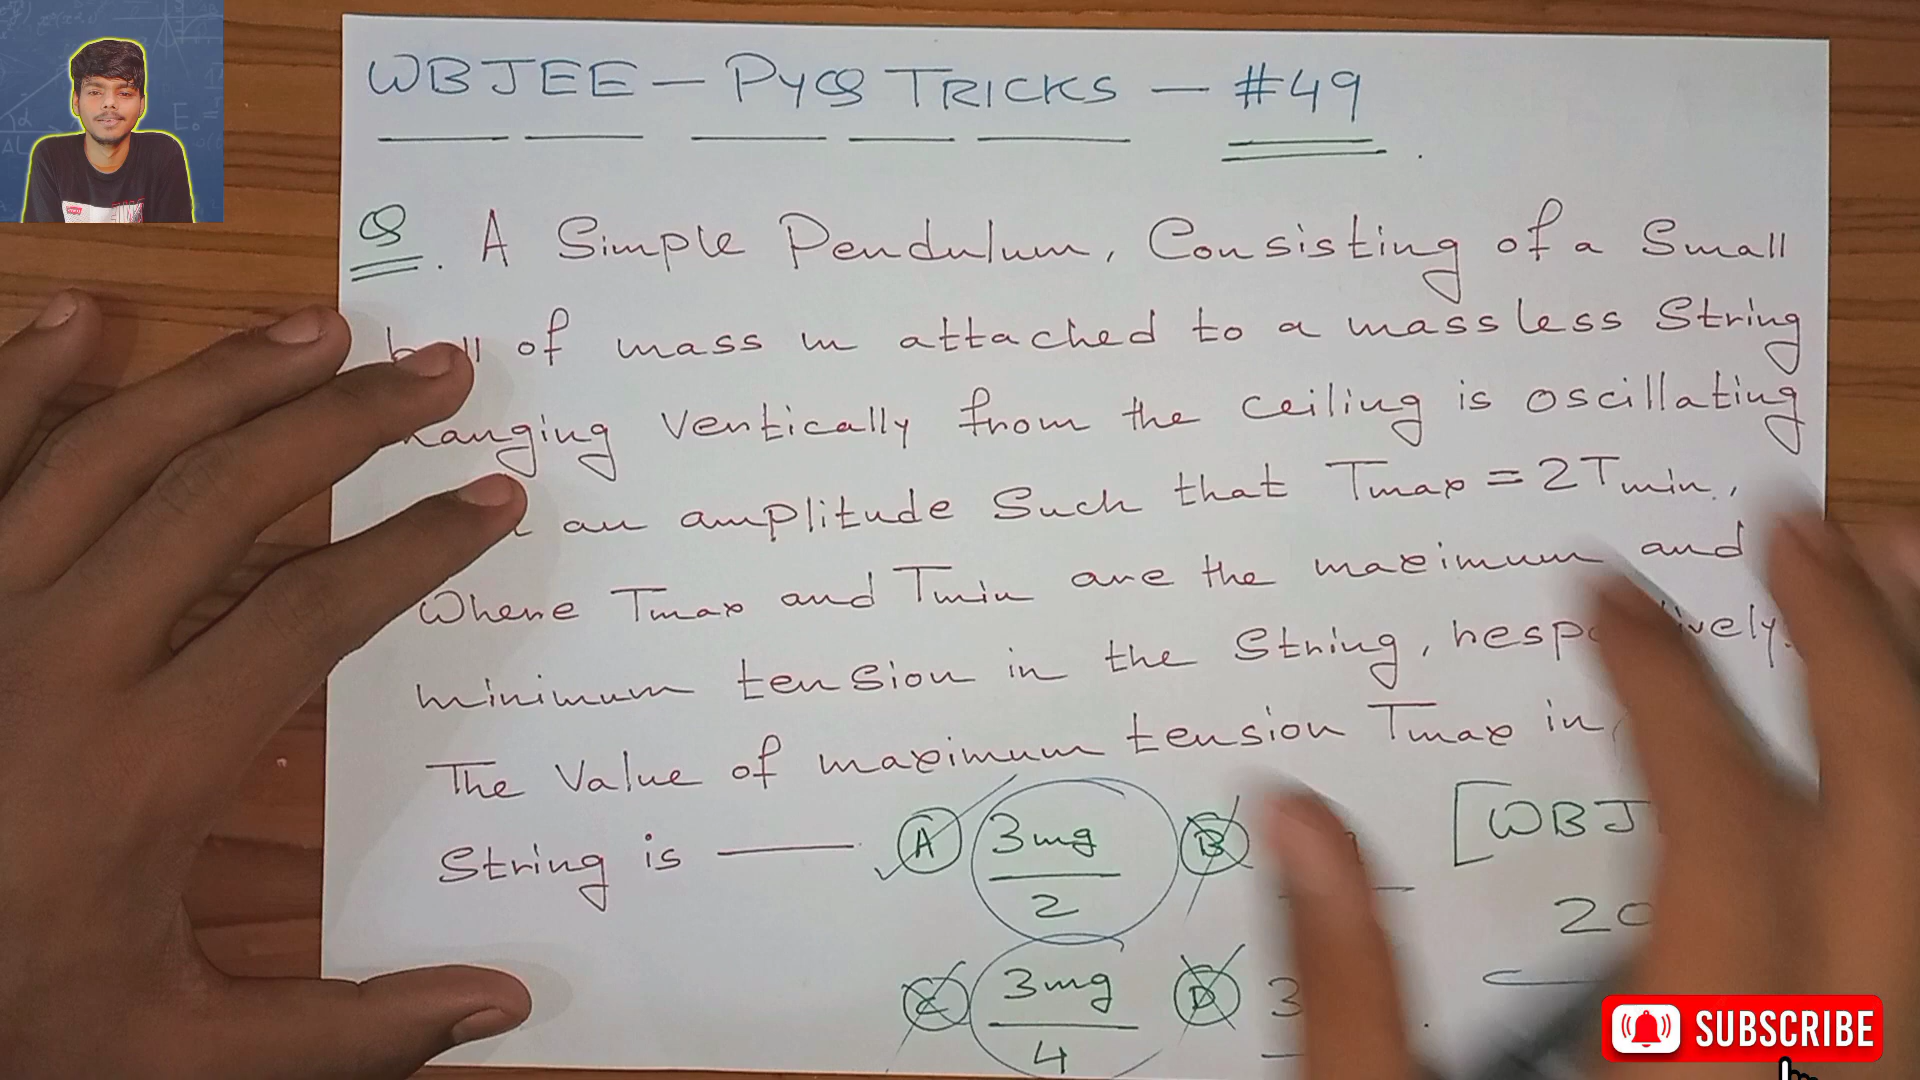 WBJEE - PYQ TRICKS - #49
Q. A Simple Pendulum, Consisting of a Small
ball of mass m attached to a massless String
hanging vertically from the ceiling is oscillating
an amplitude Such that Tmax = 2Tmin.,
Where Tmax and Tmin are the maximum and
minimum tension in the String, respectively.
The Value of maximum tension Tmax in
String is —— (A) 3mg/2 (B) [WBJ
20
(C) 3mg/4 (D) 3
SUBSCRIBE